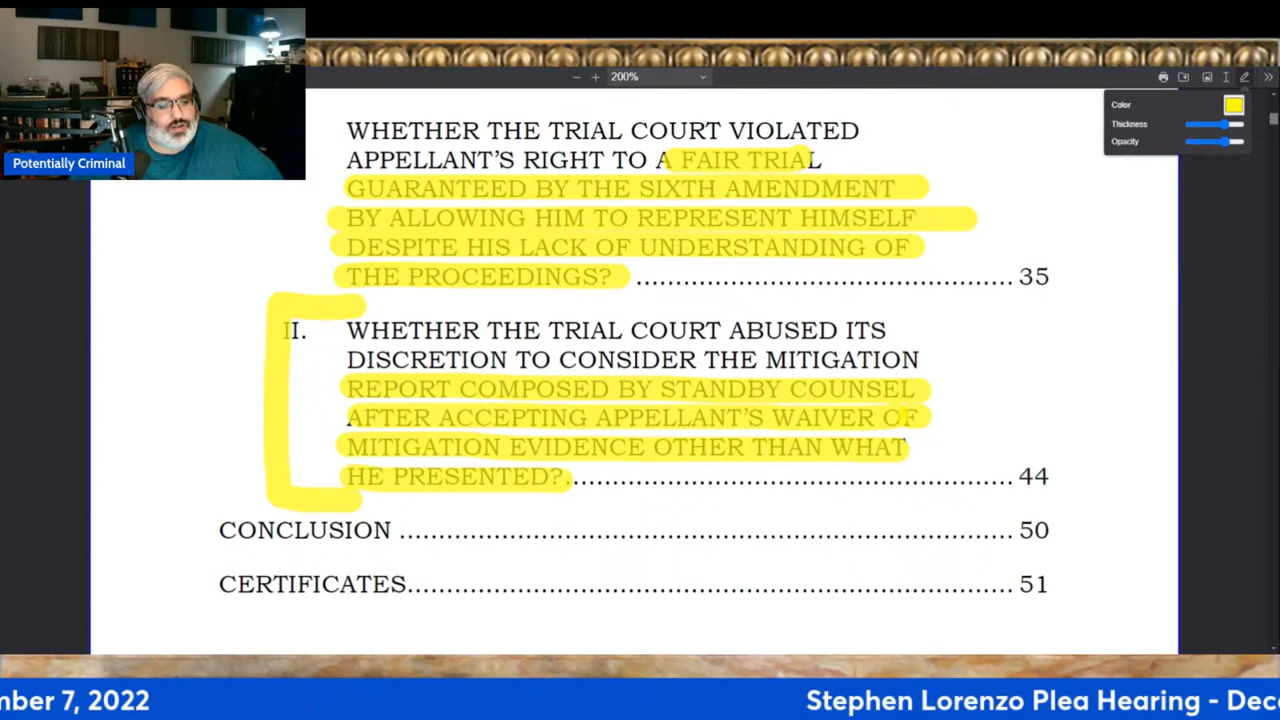 200%
Color
Thickness
Opacity
Potentially Criminal
WHETHER THE TRIAL COURT VIOLATED
APPELLANT'S RIGHT TO A FAIR TRIAL
GUARANTEED BY THE SIXTH AMENDMENT
BY ALLOWING HIM TO REPRESENT HIMSELF
DESPITE HIS LACK OF UNDERSTANDING OF
THE PROCEEDINGS? ................................................ 35
II. WHETHER THE TRIAL COURT ABUSED ITS
DISCRETION TO CONSIDER THE MITIGATION
REPORT COMPOSED BY STANDBY COUNSEL
AFTER ACCEPTING APPELLANT'S WAIVER OF
MITIGATION EVIDENCE OTHER THAN WHAT
HE PRESENTED?......................................................... 44
CONCLUSION .............................................................................. 50
CERTIFICATES............................................................................. 51
mber 7, 2022
Stephen Lorenzo Plea Hearing - Dece